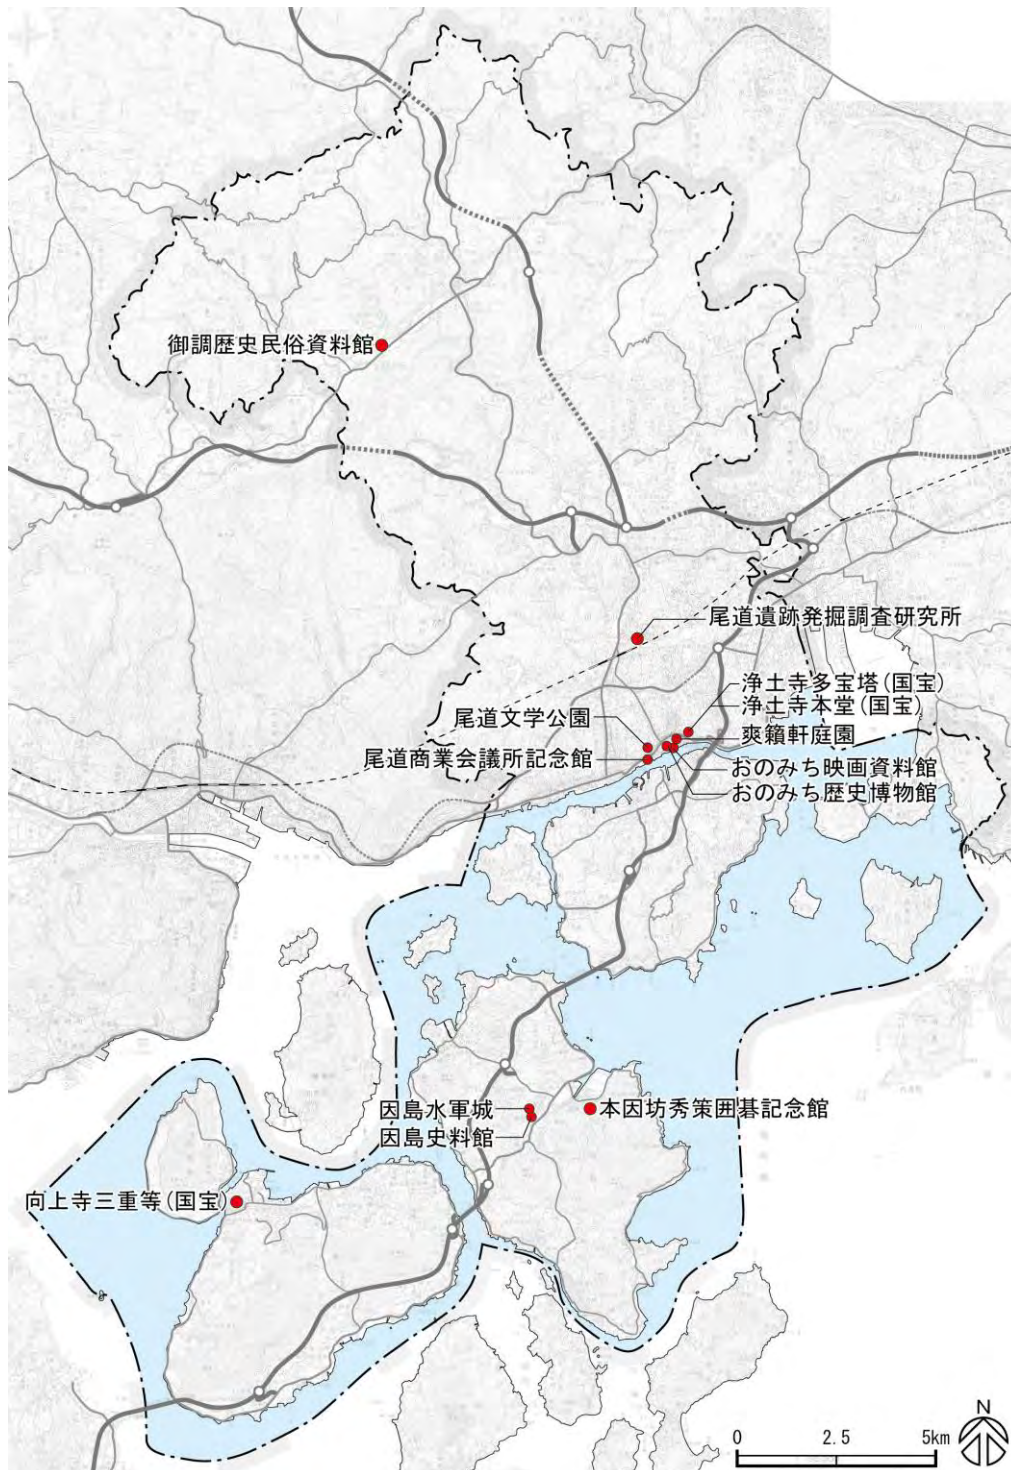 御調歴史民俗資料館
尾道遺跡発掘調査研究所
浄土寺多宝塔(国宝)
浄土寺本堂(国宝)
尾道文学公園
爽籟軒庭園
尾道商業会議所記念館
おのみち映画資料館
おのみち歴史博物館
因島水軍城
本因坊秀策囲碁記念館
因島史料館
向上寺三重等(国宝)
N
0 2.5 5km